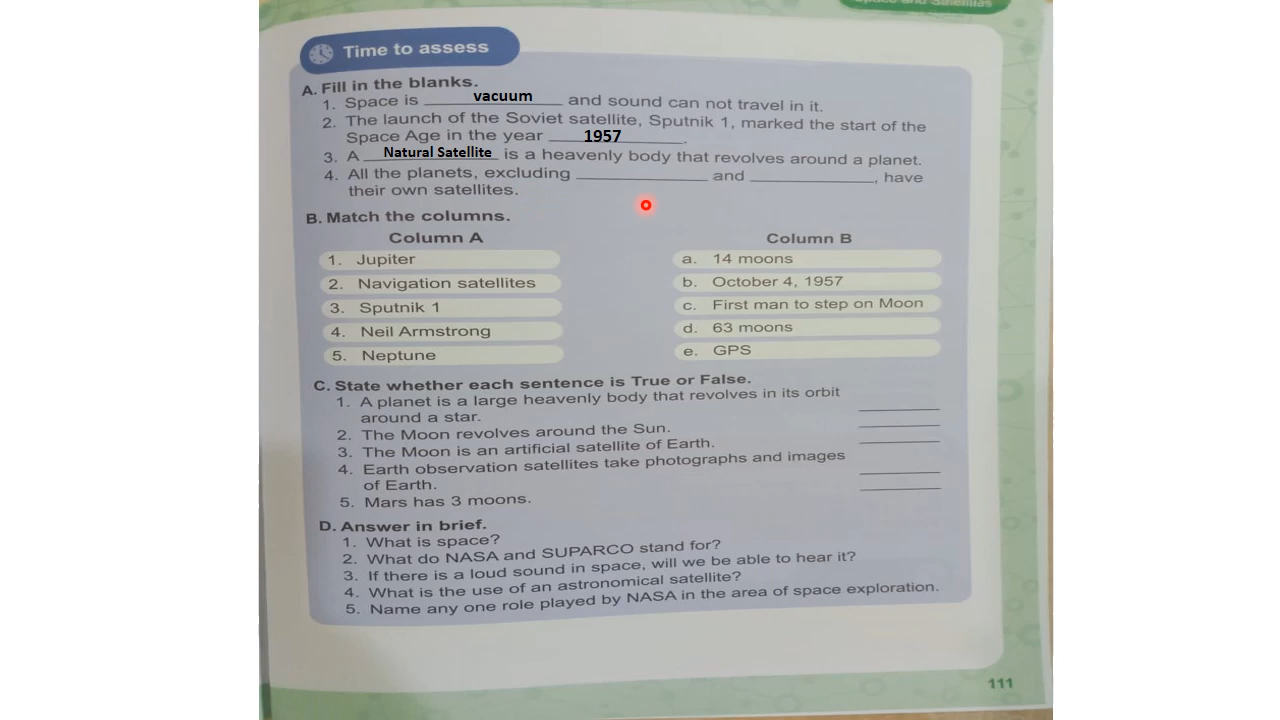 Space and Satellites
Time to assess
A. Fill in the blanks.
1. Space is vacuum and sound can not travel in it.
2. The launch of the Soviet satellite, Sputnik 1, marked the start of the
Space Age in the year 1957.
3. A Natural Satellite is a heavenly body that revolves around a planet.
4. All the planets, excluding ____________ and ____________, have
their own satellites.
B. Match the columns.
Column A Column B
1. Jupiter a. 14 moons
2. Navigation satellites b. October 4, 1957
3. Sputnik 1 c. First man to step on Moon
4. Neil Armstrong d. 63 moons
5. Neptune e. GPS
C. State whether each sentence is True or False.
1. A planet is a large heavenly body that revolves in its orbit
around a star. ________
2. The Moon revolves around the Sun. ________
3. The Moon is an artificial satellite of Earth. ________
4. Earth observation satellites take photographs and images
of Earth. ________
5. Mars has 3 moons. ________
D. Answer in brief.
1. What is space?
2. What do NASA and SUPARCO stand for?
3. If there is a loud sound in space, will we be able to hear it?
4. What is the use of an astronomical satellite?
5. Name any one role played by NASA in the area of space exploration.
111